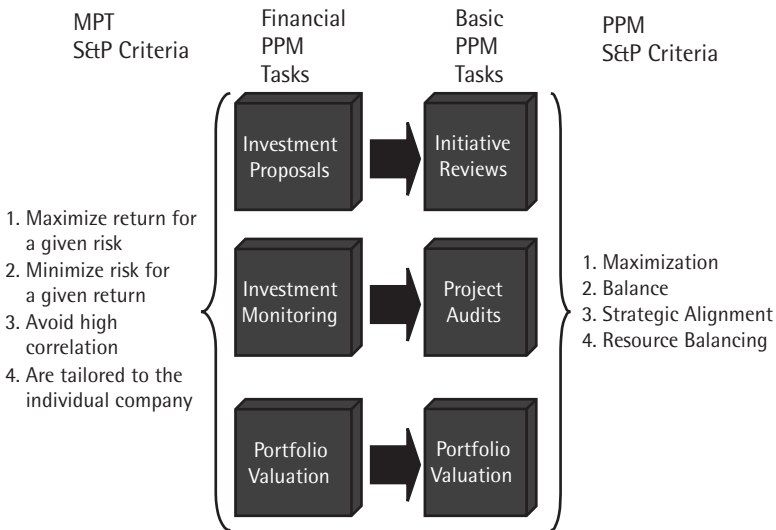 MPT
S&P Criteria
Financial
PPM
Tasks
Basic
PPM
Tasks
PPM
S&P Criteria
Investment
Proposals
Initiative
Reviews
1. Maximize return for
a given risk
2. Minimize risk for
a given return
3. Avoid high
correlation
4. Are tailored to the
individual company
Investment
Monitoring
Project
Audits
1. Maximization
2. Balance
3. Strategic Alignment
4. Resource Balancing
Portfolio
Valuation
Portfolio
Valuation